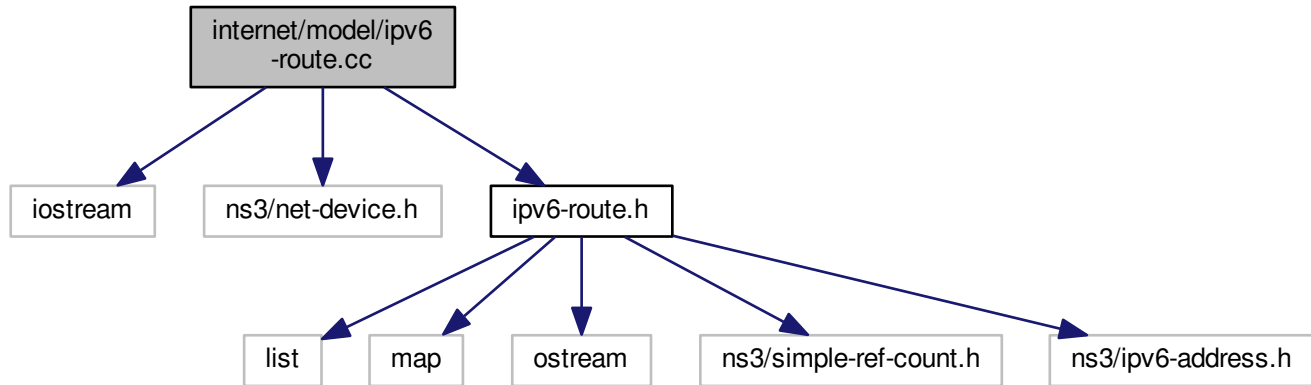 internet/model/ipv6
-route.cc
iostream
ns3/net-device.h
ipv6-route.h
list
map
ostream
ns3/simple-ref-count.h
ns3/ipv6-address.h